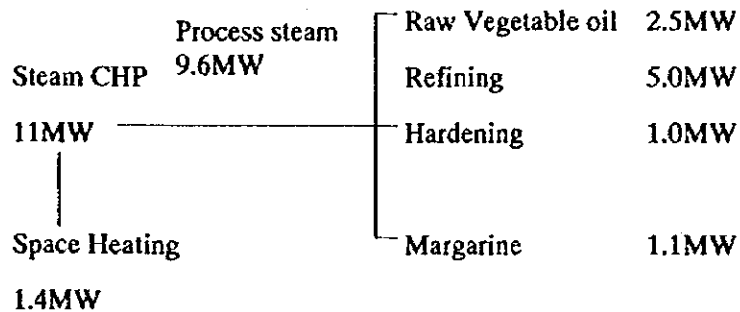 Process steam
9.6MW
Steam CHP
11MW
Space Heating
1.4MW
Raw Vegetable oil 2.5MW
Refining 5.0MW
Hardening 1.0MW
Margarine 1.1MW